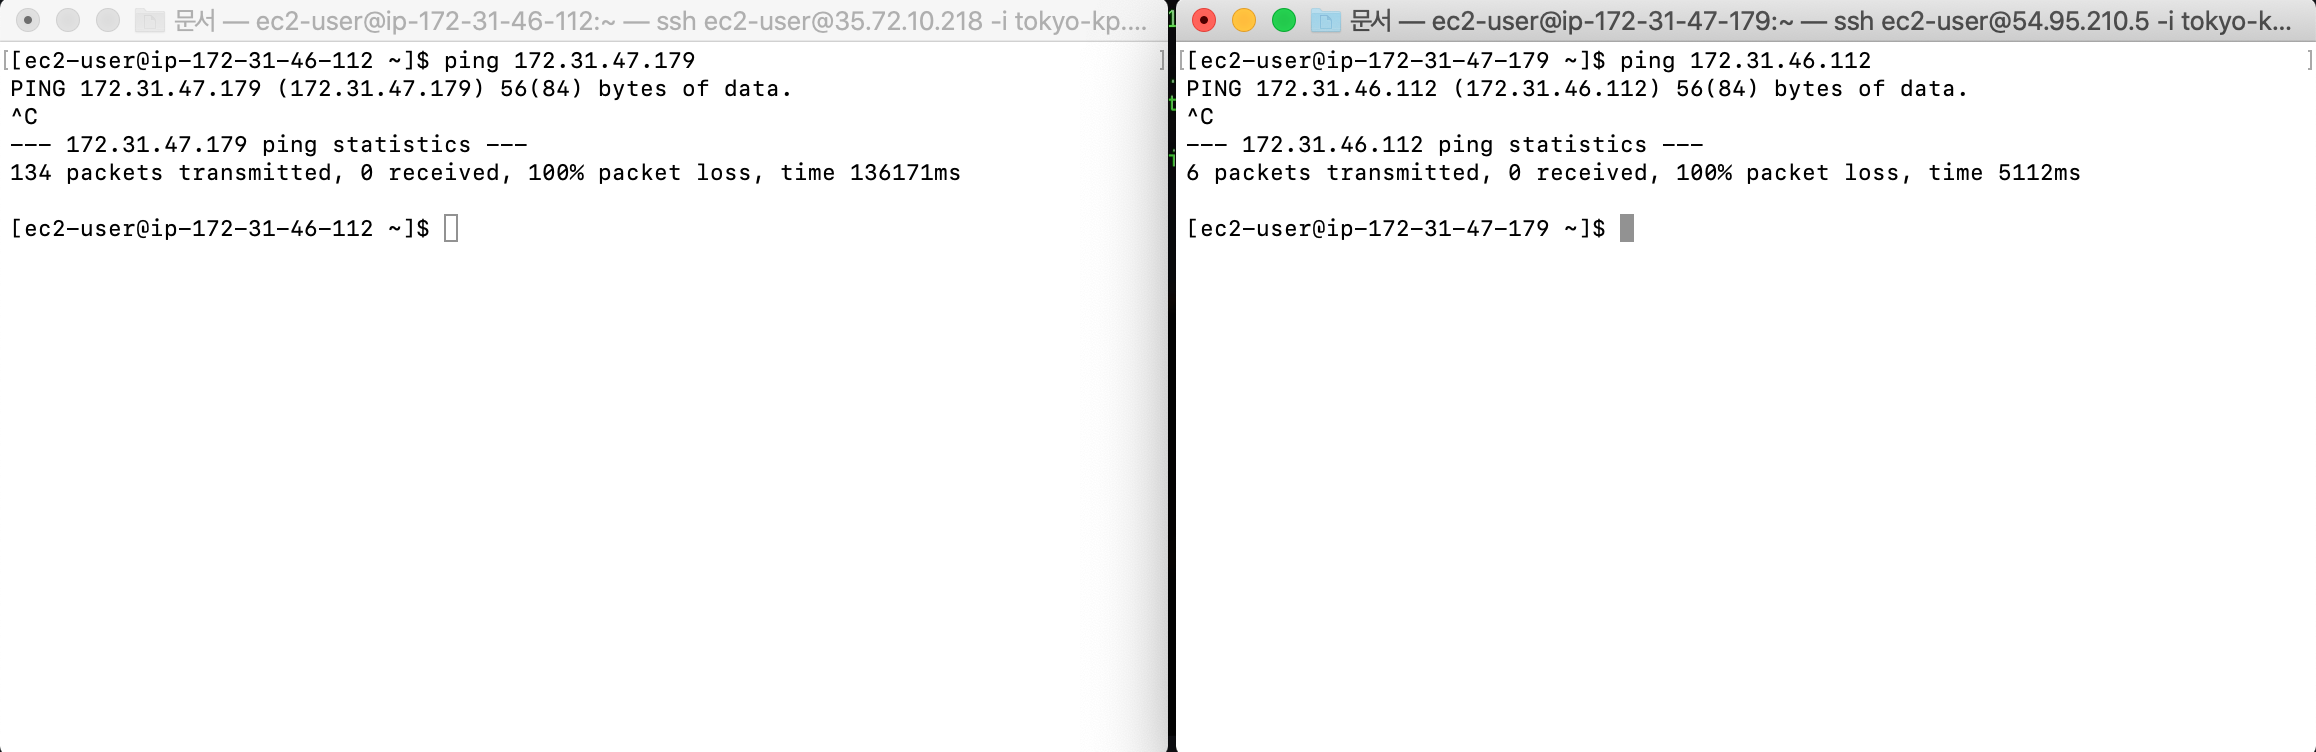 문서 — ec2-user@ip-172-31-46-112:~ — ssh ec2-user@35.72.10.218 -i tokyo-kp....
[[ec2-user@ip-172-31-46-112 ~]$ ping 172.31.47.179 ]
PING 172.31.47.179 (172.31.47.179) 56(84) bytes of data.
^C
--- 172.31.47.179 ping statistics ---
134 packets transmitted, 0 received, 100% packet loss, time 136171ms
[ec2-user@ip-172-31-46-112 ~]$
문서 — ec2-user@ip-172-31-47-179:~ — ssh ec2-user@54.95.210.5 -i tokyo-k...
[[ec2-user@ip-172-31-47-179 ~]$ ping 172.31.46.112 ]
PING 172.31.46.112 (172.31.46.112) 56(84) bytes of data.
^C
--- 172.31.46.112 ping statistics ---
6 packets transmitted, 0 received, 100% packet loss, time 5112ms
[ec2-user@ip-172-31-47-179 ~]$